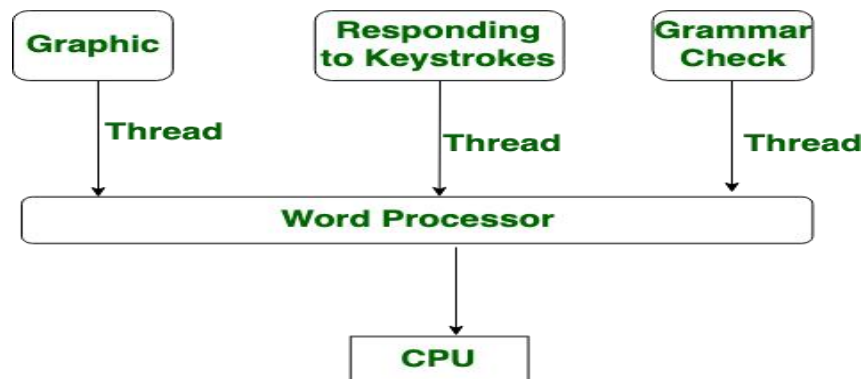 Graphic
Responding
to Keystrokes
Grammar
Check
Thread
Thread
Thread
Word Processor
CPU